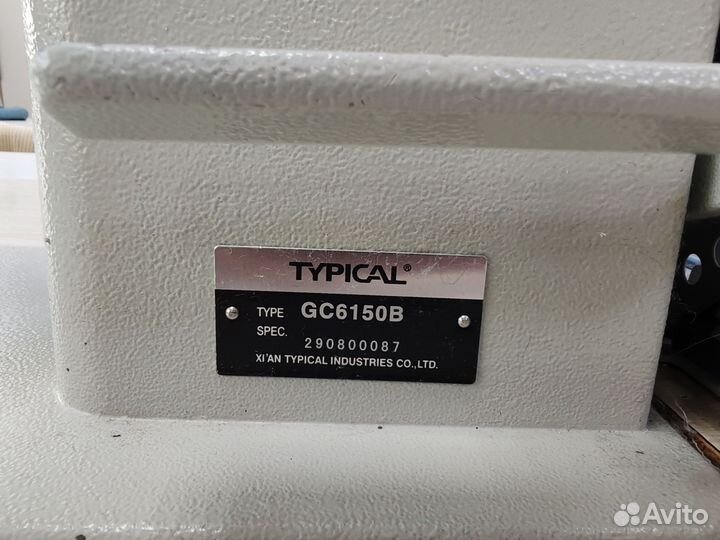 TYPICAL®
TYPE GC6150B
SPEC.
290800087
XI'AN TYPICAL INDUSTRIES CO.,LTD.
Avito